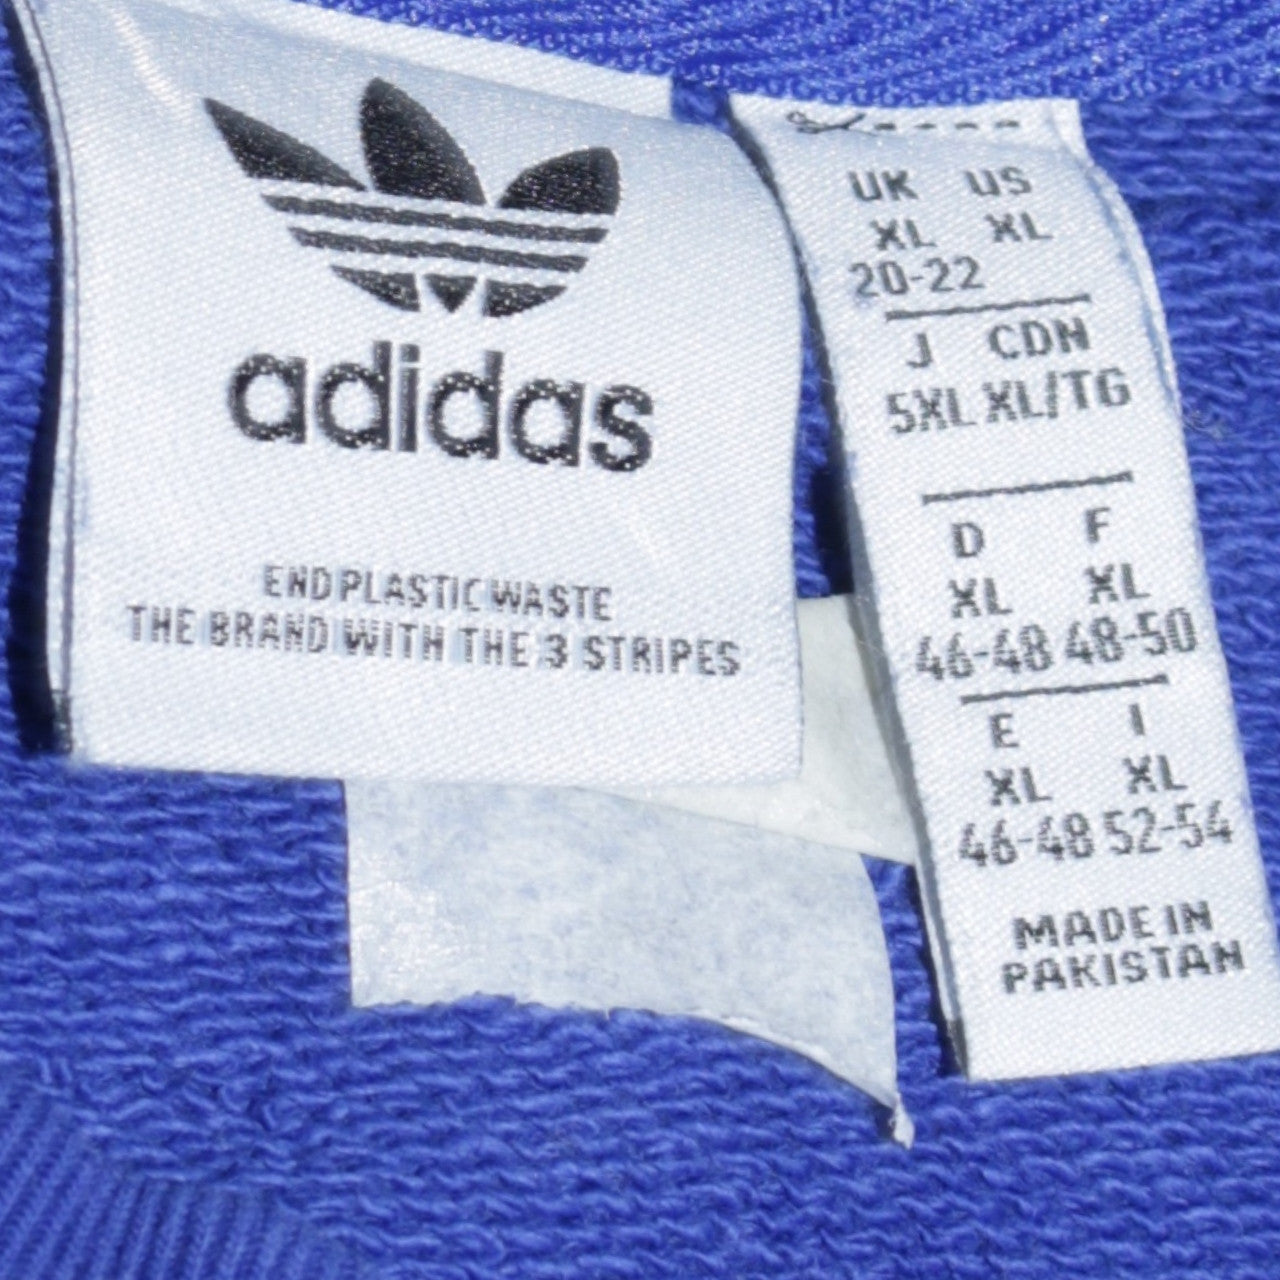 adidas
END PLASTIC WASTE
THE BRAND WITH THE 3 STRIPES
UK US
XL XL
20-22
J CDN
5XL XL/TG
D F
XL XL
46-48 48-50
E I
XL XL
46-48 52-54
MADE IN
PAKISTAN